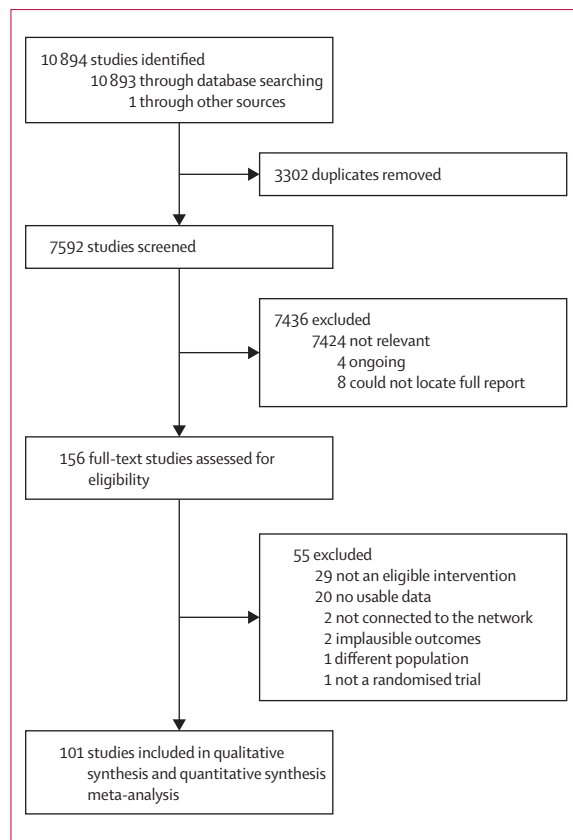 10 894 studies identified
10 893 through database searching
1 through other sources
3302 duplicates removed
7592 studies screened
7436 excluded
7424 not relevant
4 ongoing
8 could not locate full report
156 full-text studies assessed for
eligibility
55 excluded
29 not an eligible intervention
20 no usable data
2 not connected to the network
2 implausible outcomes
1 different population
1 not a randomised trial
101 studies included in qualitative
synthesis and quantitative synthesis
meta-analysis